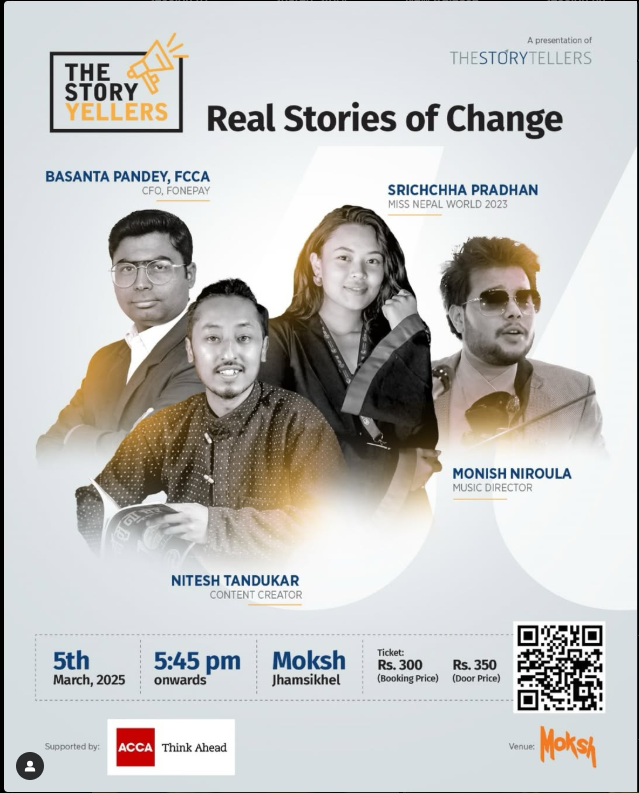 A presentation of
THESTORYTELLERS
THE
STORY
YELLERS
Real Stories of Change
BASANTA PANDEY, FCCA
CFO, FONEPAY
SRICHCHHA PRADHAN
MISS NEPAL WORLD 2023
MONISH NIROULA
MUSIC DIRECTOR
NITESH TANDUKAR
CONTENT CREATOR
5th
March, 2025
5:45 pm
onwards
Moksh
Jhamsikhel
Ticket:
Rs. 300
(Booking Price)
Rs. 350
(Door Price)
Supported by:
ACCA
Think Ahead
Venue:
Moksh